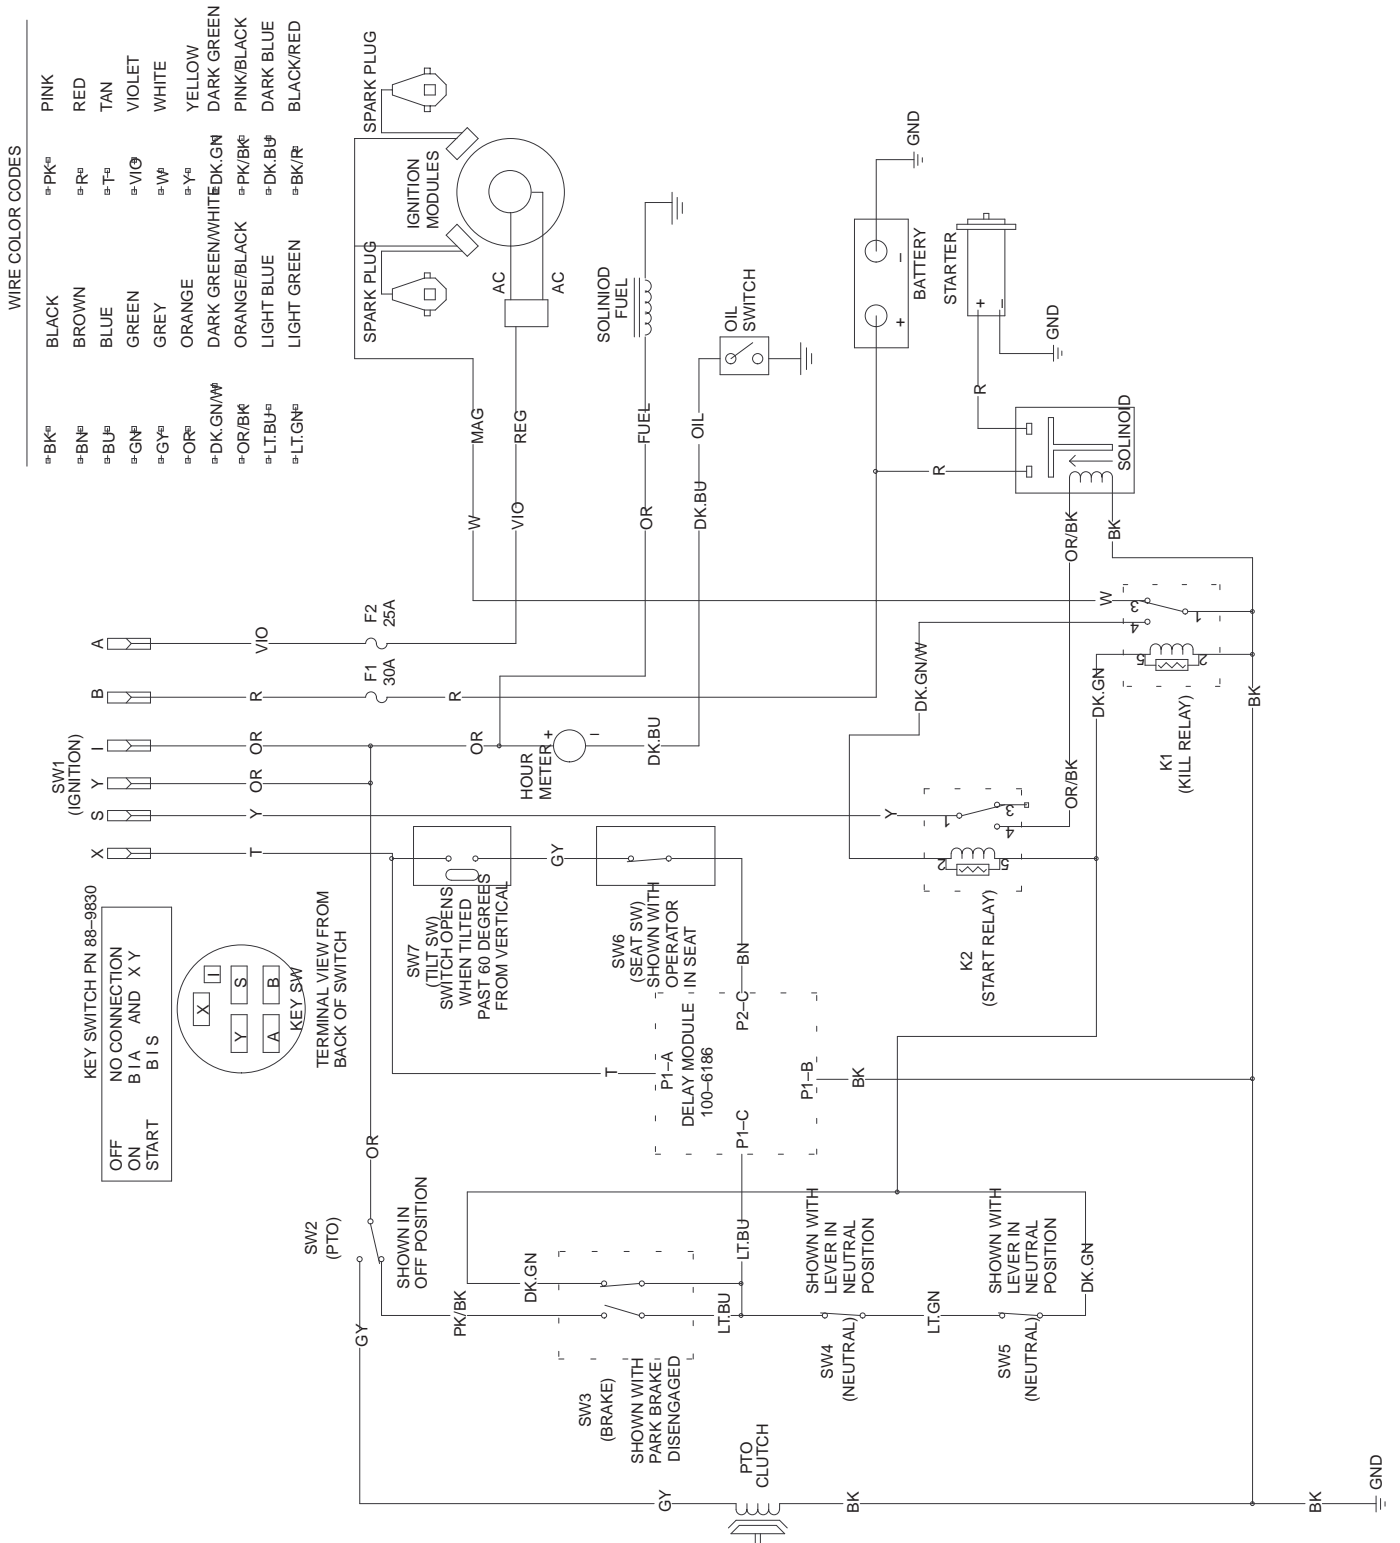 WIRE COLOR CODES
BK BLACK
BN BROWN
BU BLUE
GN GREEN
GY GREY
OR ORANGE
DK.GN/W DARK GREEN/WHITE
OR/BK ORANGE/BLACK
LT.BU LIGHT BLUE
LT.GN LIGHT GREEN
PK PINK
R RED
T TAN
VIO VIOLET
W WHITE
Y YELLOW
DK.GN DARK GREEN
PK/BK PINK/BLACK
DK.BU DARK BLUE
BK/R BLACK/RED
SPARK PLUG
SPARK PLUG
IGNITION
MODULES
AC
AC
MAG
REG
W
VIO
SOLINIOD
FUEL
FUEL
OR
OIL
SWITCH
OIL
DK.BU
GND
BATTERY
+
–
STARTER
+
–
GND
R
R
SOLINOID
OR/BK
BK
SW1
(IGNITION)
A
B
I
Y
S
X
VIO
R
OR
OR
Y
T
F2
25A
F1
30A
R
OR
HOUR
METER
+
–
DK.BU
W
3
4
1
5
2
K1
(KILL RELAY)
DK.GN/W
DK.GN
BK
OR/BK
Y
1
3
4
2
5
K2
(START RELAY)
KEY SWITCH PN 88–9830
OFF NO CONNECTION
ON B I A AND X Y
START B I S
X
I
Y
S
A
B
KEY SW
TERMINAL VIEW FROM
BACK OF SWITCH
SW7
(TILT SW)
SWITCH OPENS
WHEN TILTED
PAST 60 DEGREES
FROM VERTICAL
GY
SW6
(SEAT SW)
SHOWN WITH
OPERATOR
IN SEAT
BN
T
P1–A
DELAY MODULE
100–6186
P2–C
P1–C
P1–B
BK
OR
SW2
(PTO)
SHOWN IN
OFF POSITION
GY
PK/BK
DK.GN
SW3
(BRAKE)
SHOWN WITH
PARK BRAKE
DISENGAGED
LT.BU
LT.BU
SHOWN WITH
LEVER IN
NEUTRAL
POSITION
SW4
(NEUTRAL)
LT.GN
SHOWN WITH
LEVER IN
NEUTRAL
POSITION
SW5
(NEUTRAL)
DK.GN
GY
PTO
CLUTCH
BK
BK
GND